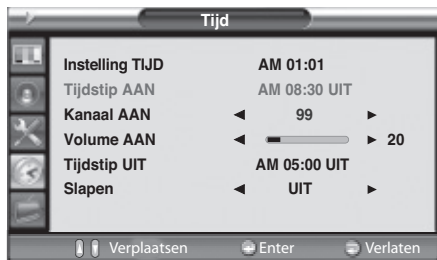 Tijd
Instelling TIJD AM 01:01
Tijdstip AAN AM 08:30 UIT
Kanaal AAN ◄ 99 ►
Volume AAN ◄ ► 20
Tijdstip UIT AM 05:00 UIT
Slapen ◄ UIT ►
Verplaatsen Enter Verlaten